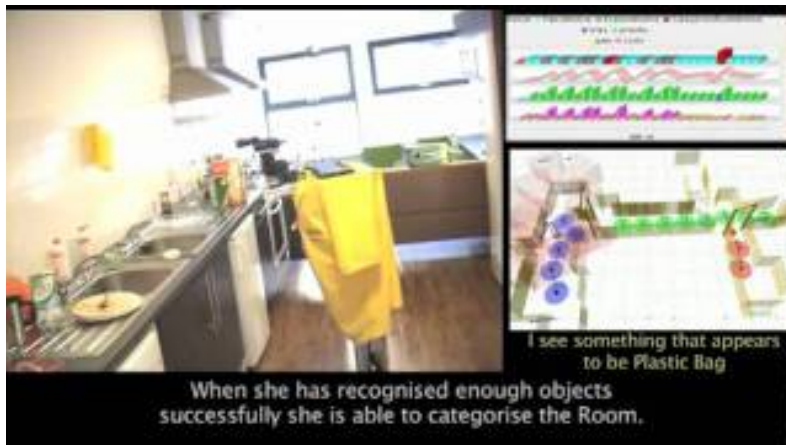 I see something that appears
to be Plastic Bag
When she has recognised enough objects
successfully she is able to categorise the Room.